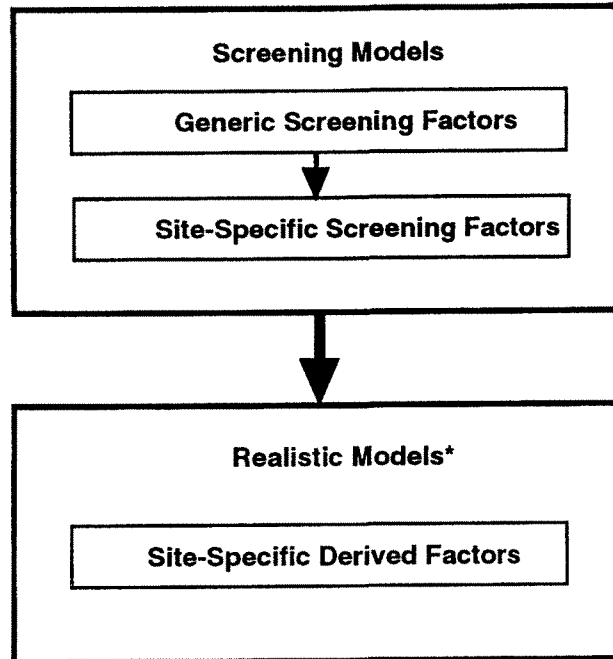 Screening Models
Generic Screening Factors
Site-Specific Screening Factors
Realistic Models*
Site-Specific Derived Factors